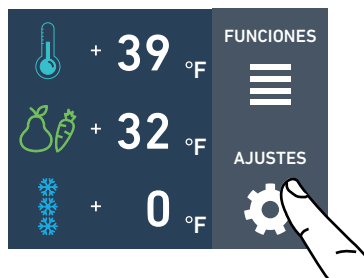 + 39 °F
+ 32 °F
+ 0 °F
FUNCIONES
AJUSTES